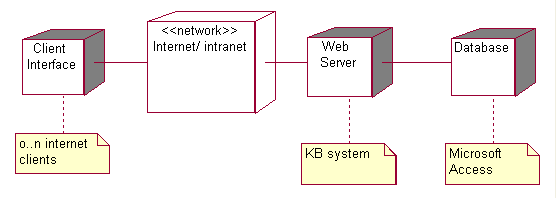 Client
Interface
<<network>>
Internet/ intranet
Web
Server
Database
o..n internet
clients
KB system
Microsoft
Access